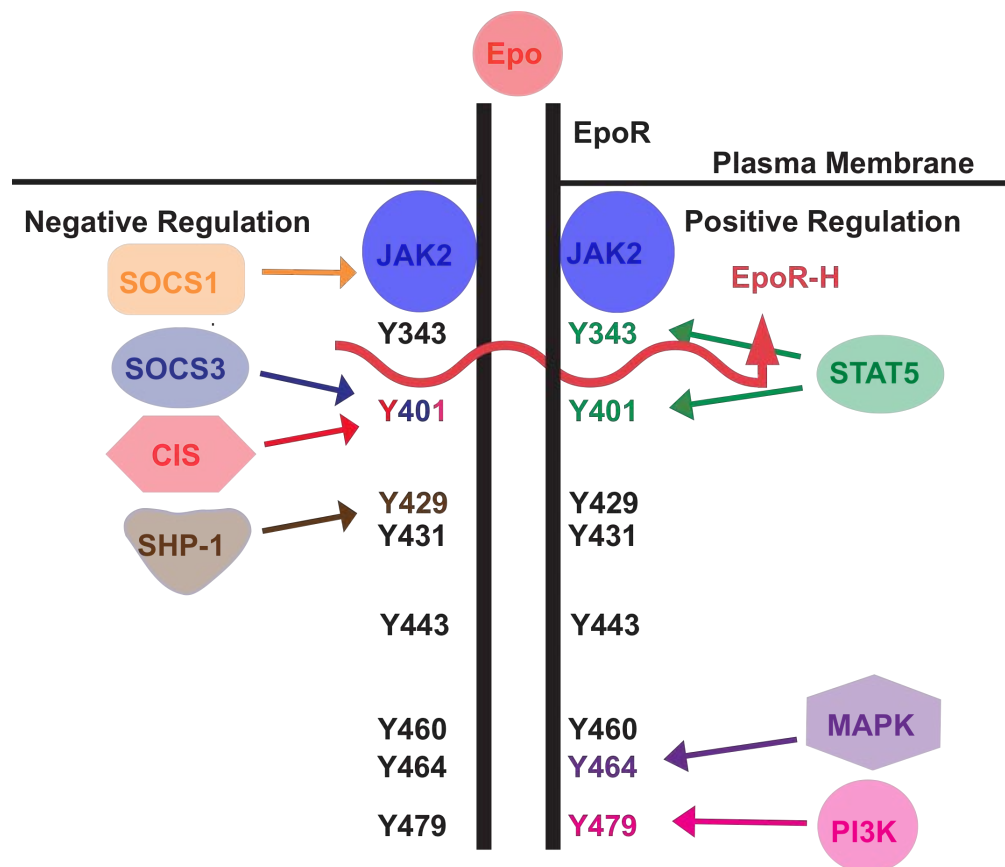 Epo
EpoR
Plasma Membrane
Negative Regulation
Positive Regulation
JAK2
JAK2
SOCS1
EpoR-H
Y343
Y343
SOCS3
STAT5
Y401
Y401
CIS
Y429
Y429
SHP-1
Y431
Y431
Y443
Y443
Y460
Y460
MAPK
Y464
Y464
Y479
Y479
PI3K